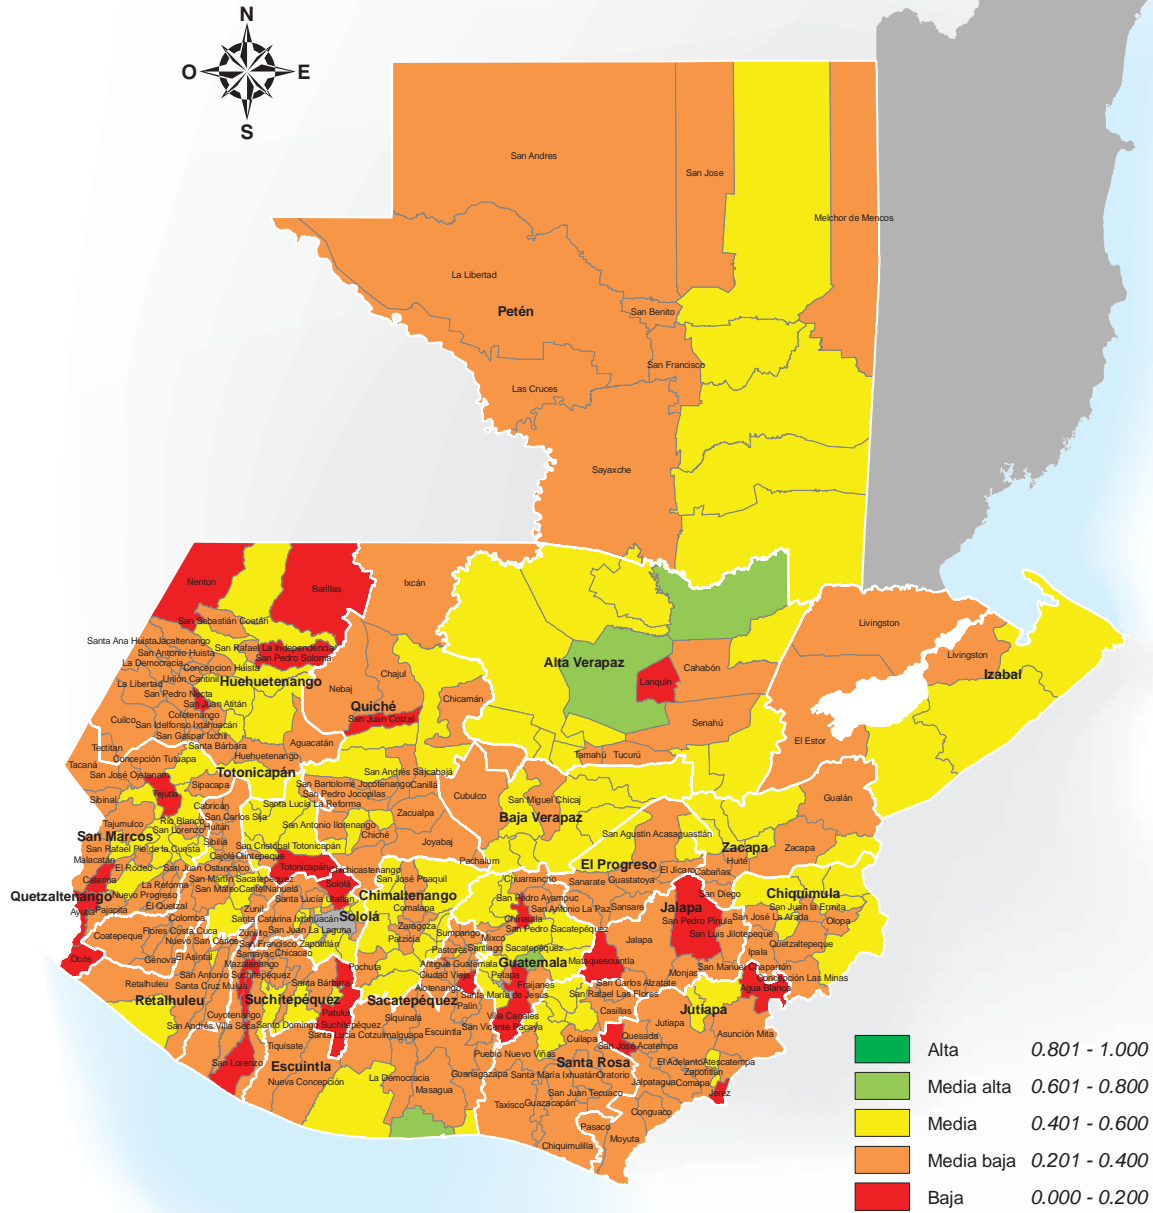 N
O
E
S
San Andres
San Jose
Melchor de Mencos
La Libertad
Petén
San Benito
San Francisco
Las Cruces
Sayaxche
Nenton
Barillas
Ixcán
San Sebastián Coatán
Livingston
Santa Ana Huista
Jacaltenango
San Rafael La Independencia
San Antonio Huista
San Pedro Soloma
La Democracia
Concepcion Huista
Livingston
Alta Verapaz
Cahabón
Izabal
Unión Cantinil
Huehuetenango
Chajul
La Libertad
Nebaj
Lanquín
San Pedro Necta
San Juan Atitán
Chicamán
Quiché
Colotenango
San Juan Cotzal
Cuilco
San Ildelfonso Ixtahuacán
Senahú
San Gaspar Ixchil
Santa Bárbara
Aguacatán
El Estor
Tectitan
Huehuetenango
Tamahú
Tucurú
Concepción Tutuapa
Tacaná
San José Ojetenam
Totonicapán
San Andrés Sajcabajá
Tejutla
Sipacapa
San Bartolome Jocotenango
Canillá
Cubulco
San Pedro Jocopilas
Sibinal
Cabricán
Santa Lucía La Reforma
San Miguel Chicaj
Gualán
San Carlos Sija
Zacualpa
Rio Blanco
Baja Verapaz
Tajumulco
San Lorenzo
Huitán
San Antonio Ilotenango
San Marcos
Chiché
San Agustín Acasaguastlán
Sibilia
Joyabaj
San Rafael Pie de la Cuesta
San Cristóbal Totonicapán
Zacapa
Zacapa
Cajolá
Olintepeque
Malacatán
Pachalum
Huité
El Progreso
El Rodeo
San Juan Ostuncalco
Totonicapán
Chichicastenango
El Jicaro
Cabañas
Catarina
San Martín Sacatepéquez
San José Poaquil
Chuarrancho
Sanarate
Guastatoya
La Reforma
Sololá
San Mateo
Cantel
Nahualá
San Diego
Chiquimula
Quetzaltenango
Nuevo Progreso
Santa Lucía Utatlán
Chimaltenango
San Pedro Ayampuc
El Quetzal
Comalapa
Sansare
Jalapa
San Juan la Ermita
Ayutla
Pajapita
Zunil
San Antonio La Paz
Colomba
Santa Catarina Ixtahuacán
Sololá
Chinautla
San Pedro Pinula
San José La Arada
Olopa
Flores Costa Cuca
San Juan La Laguna
Zaragoza
San Pedro Sacatepéquez
Coatepeque
Zunilito
Patzicia
Sumpango
Mixco
San Luis Jilotepeque
Nuevo San Carlos
San Francisco Zapotitlán
Jalapa
Quetzaltepeque
Pastores
Santiago Sacatepéquez
Ipala
El Asintal
Samayac
Chicacao
Génova
Mazatenango
Pochuta
Antigua Guatemala
Guatemala
San Manuel Chaparrón
Ocós
San Antonio Suchitepéquez
Ciudad Vieja
Petapa
Mataquescuintla
Monjas
Concepción Las Minas
Retalhuleu
Santa Cruz Mulua
Santa Bárbara
Alotenango
Fraijanes
San Carlos Alzatate
Agua Blanca
Santa María de Jesús
San Rafael Las Flores
Retalhuleu
Suchitepéquez
Sacatepéquez
Palín
Jutiapa
Cuyotenango
Patulul
Siquinalá
Villa Canales
Casillas
San Andrés Villa Seca
Santo Domingo Suchitepéquez
San Vicente Pacaya
Jutiapa
Santa Lucia Cotzulmalguapa
Escuintla
Quesada
Asunción Mita
Cuilapa
San José Acatempa
Tiquisate
Pueblo Nuevo Viñas
San Lorenzo
Escuintla
Santa Rosa
El Adelanto
Atescatempa
Guanagazapa
Santa María Ixhuatán
Oratorio
Zapotitlán
Nueva Concepción
La Democracia
Jalpatagua
Comapa
Masagua
San Juan Tecuaco
Jerez
Taxisco
Guazacapán
Conguaco
Pasaco
Moyuta
Chiquimulilla
Alta 0.801 - 1.000
Media alta 0.601 - 0.800
Media 0.401 - 0.600
Media baja 0.201 - 0.400
Baja 0.000 - 0.200